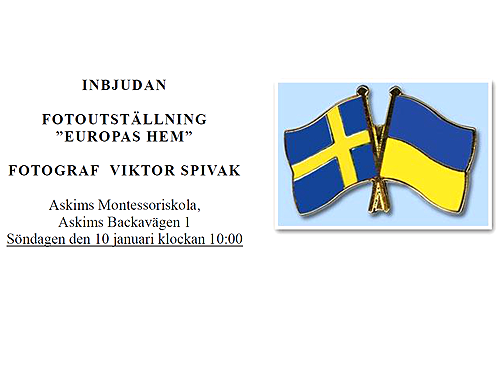 INBJUDAN
FOTOUTSTÄLLNING
”EUROPAS HEM”
FOTOGRAF VIKTOR SPIVAK
Askims Montessoriskola,
Askims Backavägen 1
Söndagen den 10 januari klockan 10:00